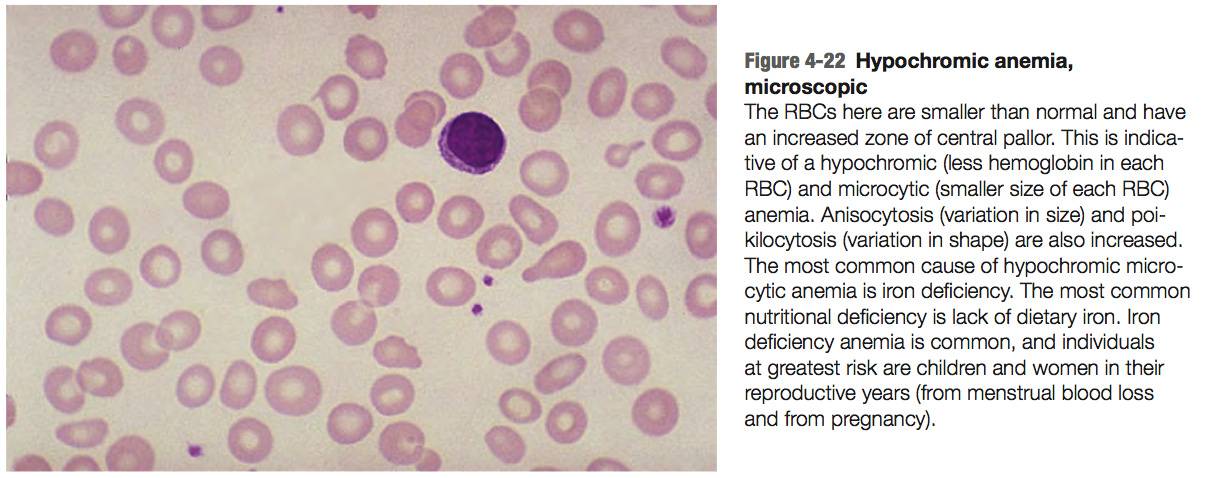 Figure 4-22 Hypochromic anemia,
microscopic
The RBCs here are smaller than normal and have
an increased zone of central pallor. This is indica-
tive of a hypochromic (less hemoglobin in each
RBC) and microcytic (smaller size of each RBC)
anemia. Anisocytosis (variation in size) and poi-
kilocytosis (variation in shape) are also increased.
The most common cause of hypochromic micro-
cytic anemia is iron deficiency. The most common
nutritional deficiency is lack of dietary iron. Iron
deficiency anemia is common, and individuals
at greatest risk are children and women in their
reproductive years (from menstrual blood loss
and from pregnancy).